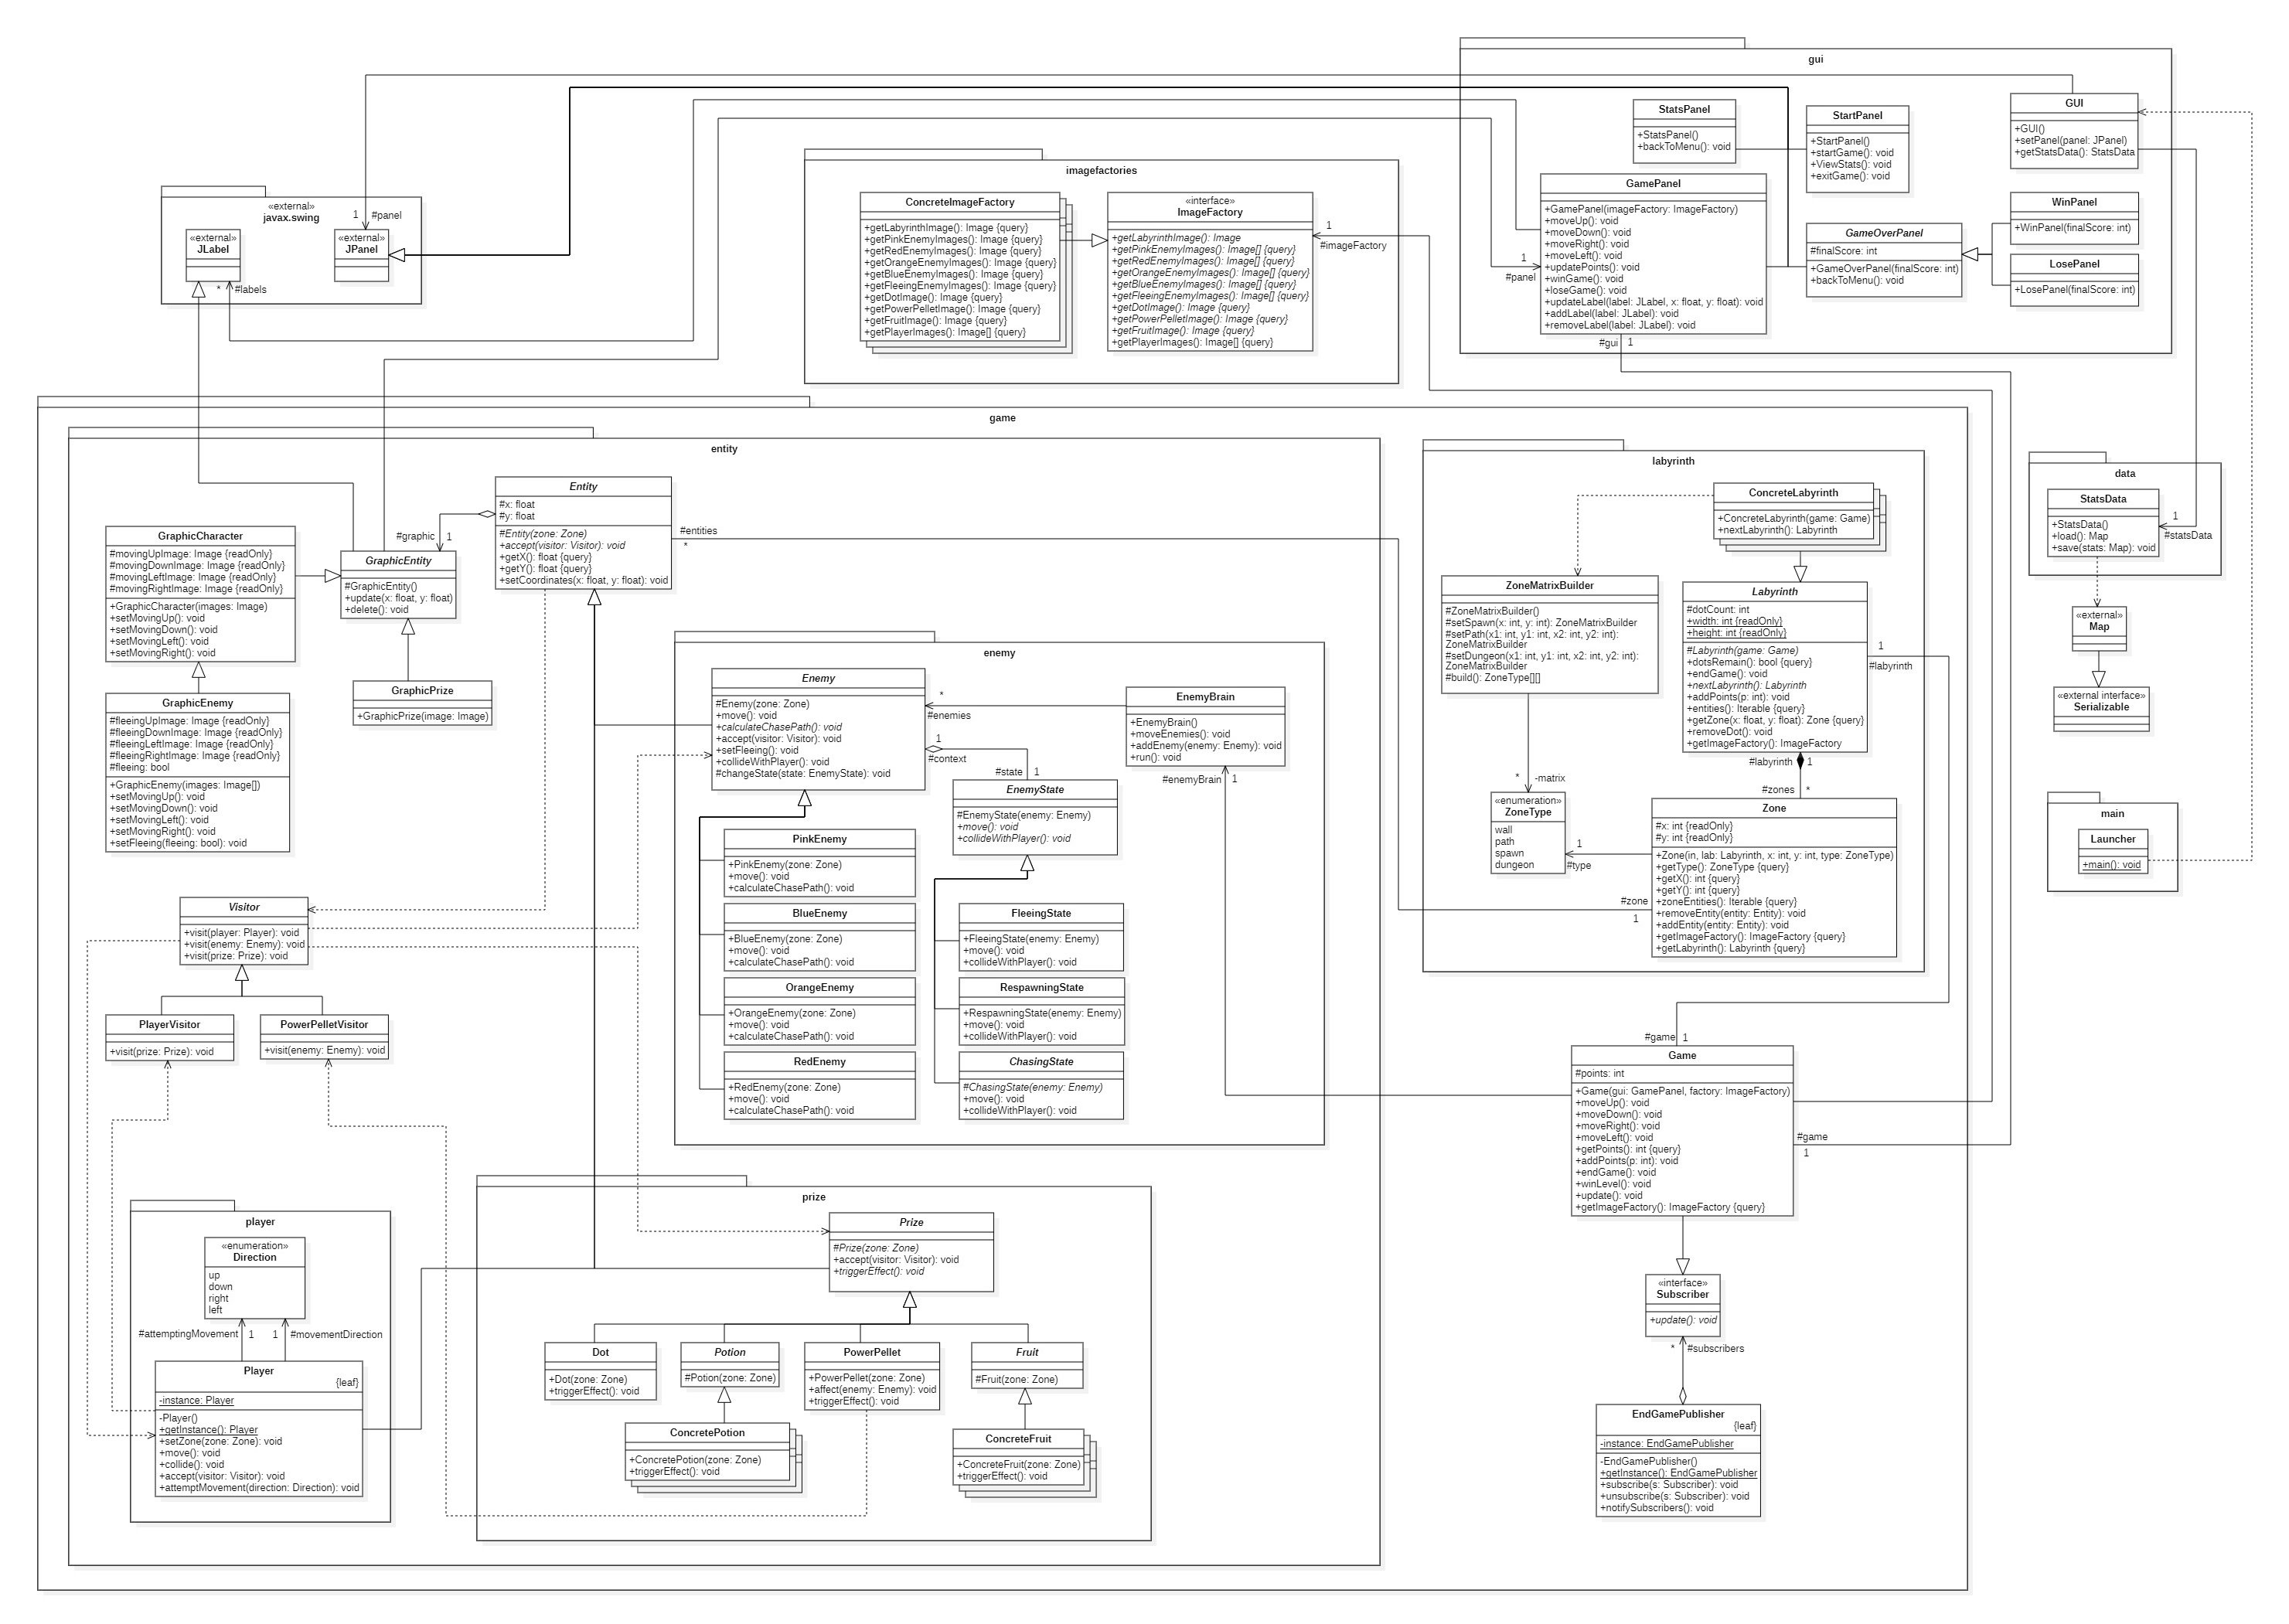 gui
GUI
+GUI()
+setPanel(panel: JPanel)
+getStatsData(): StatsData
StatsPanel
+StatsPanel()
+backToMenu(): void
StartPanel
+StartPanel()
+startGame(): void
+ViewStats(): void
+exitGame(): void
GamePanel
+GamePanel(imageFactory: ImageFactory)
+moveUp(): void
+moveDown(): void
+moveRight(): void
+moveLeft(): void
+updatePoints(): void
+winGame(): void
+loseGame(): void
+updateLabel(label: JLabel, x: float, y: float): void
+addLabel(label: JLabel): void
+removeLabel(label: JLabel): void
1
#panel
#gui
1
GameOverPanel
#finalScore: int
+GameOverPanel(finalScore: int)
+backToMenu(): void
WinPanel
+WinPanel(finalScore: int)
LosePanel
+LosePanel(finalScore: int)
imagefactories
ConcreteImageFactory
+getLabyrinthImage(): Image {query}
+getPinkEnemyImages(): Image {query}
+getRedEnemyImages(): Image {query}
+getOrangeEnemyImages(): Image {query}
+getBlueEnemyImages(): Image {query}
+getFleeingEnemyImages(): Image {query}
+getDotImage(): Image {query}
+getPowerPelletImage(): Image {query}
+getFruitImage(): Image {query}
+getPlayerImages(): Image[] {query}
«interface»
ImageFactory
+getLabyrinthImage(): Image
+getPinkEnemyImages(): Image[] {query}
+getRedEnemyImages(): Image[] {query}
+getOrangeEnemyImages(): Image[] {query}
+getBlueEnemyImages(): Image[] {query}
+getFleeingEnemyImages(): Image[] {query}
+getDotImage(): Image {query}
+getPowerPelletImage(): Image {query}
+getFruitImage(): Image {query}
+getPlayerImages(): Image[] {query}
1
#imageFactory
«external»
javax.swing
«external»
JLabel
«external»
JPanel
1
#panel
*
#labels
game
entity
Entity
#x: float
#y: float
#Entity(zone: Zone)
+accept(visitor: Visitor): void
+getX(): float {query}
+getY(): float {query}
+setCoordinates(x: float, y: float): void
#entities
*
#graphic
1
GraphicCharacter
#movingUpImage: Image {readOnly}
#movingDownImage: Image {readOnly}
#movingLeftImage: Image {readOnly}
#movingRightImage: Image {readOnly}
+GraphicCharacter(images: Image)
+setMovingUp(): void
+setMovingDown(): void
+setMovingLeft(): void
+setMovingRight(): void
GraphicEntity
#GraphicEntity()
+update(x: float, y: float)
+delete(): void
GraphicPrize
+GraphicPrize(image: Image)
GraphicEnemy
#fleeingUpImage: Image {readOnly}
#fleeingDownImage: Image {readOnly}
#fleeingLeftImage: Image {readOnly}
#fleeingRightImage: Image {readOnly}
#fleeing: bool
+GraphicEnemy(images: Image[])
+setMovingUp(): void
+setMovingDown(): void
+setMovingLeft(): void
+setMovingRight(): void
+setFleeing(fleeing: bool): void
Visitor
+visit(player: Player): void
+visit(enemy: Enemy): void
+visit(prize: Prize): void
PlayerVisitor
+visit(prize: Prize): void
PowerPelletVisitor
+visit(enemy: Enemy): void
enemy
Enemy
#Enemy(zone: Zone)
+move(): void
+calculateChasePath(): void
+accept(visitor: Visitor): void
+setFleeing(): void
+collideWithPlayer(): void
#changeState(state: EnemyState): void
*
#enemies
1
#context
#state
1
EnemyBrain
+EnemyBrain()
+moveEnemies(): void
+addEnemy(enemy: Enemy): void
+run(): void
#enemyBrain
1
EnemyState
#EnemyState(enemy: Enemy)
+move(): void
+collideWithPlayer(): void
PinkEnemy
+PinkEnemy(zone: Zone)
+move(): void
+calculateChasePath(): void
BlueEnemy
+BlueEnemy(zone: Zone)
+move(): void
+calculateChasePath(): void
OrangeEnemy
+OrangeEnemy(zone: Zone)
+move(): void
+calculateChasePath(): void
RedEnemy
+RedEnemy(zone: Zone)
+move(): void
+calculateChasePath(): void
FleeingState
+FleeingState(enemy: Enemy)
+move(): void
+collideWithPlayer(): void
RespawningState
+RespawningState(enemy: Enemy)
+move(): void
+collideWithPlayer(): void
ChasingState
#ChasingState(enemy: Enemy)
+move(): void
+collideWithPlayer(): void
player
«enumeration»
Direction
up
down
right
left
#attemptingMovement
1
1
#movementDirection
Player
{leaf}
-instance: Player
-Player()
+getInstance(): Player
+setZone(zone: Zone): void
+move(): void
+collide(): void
+accept(visitor: Visitor): void
+attemptMovement(direction: Direction): void
prize
Prize
#Prize(zone: Zone)
+accept(visitor: Visitor): void
+triggerEffect(): void
Dot
+Dot(zone: Zone)
+triggerEffect(): void
Potion
#Potion(zone: Zone)
PowerPellet
+PowerPellet(zone: Zone)
+affect(enemy: Enemy): void
+triggerEffect(): void
Fruit
#Fruit(zone: Zone)
ConcretePotion
+ConcretePotion(zone: Zone)
+triggerEffect(): void
ConcreteFruit
+ConcreteFruit(zone: Zone)
+triggerEffect(): void
labyrinth
ConcreteLabyrinth
+ConcreteLabyrinth(game: Game)
+nextLabyrinth(): Labyrinth
ZoneMatrixBuilder
#ZoneMatrixBuilder()
#setSpawn(x: int, y: int): ZoneMatrixBuilder
#setPath(x1: int, y1: int, x2: int, y2: int):
ZoneMatrixBuilder
#setDungeon(x1: int, y1: int, x2: int, y2: int):
ZoneMatrixBuilder
#build(): ZoneType[][]
Labyrinth
#dotCount: int
+width: int {readOnly}
+height: int {readOnly}
#Labyrinth(game: Game)
+dotsRemain(): bool {query}
+endGame(): void
+nextLabyrinth(): Labyrinth
+addPoints(p: int): void
+entities(): Iterable {query}
+getZone(x: float, y: float): Zone {query}
+removeDot(): void
+getImageFactory(): ImageFactory
1
#labyrinth
#labyrinth
1
#zones
*
*
-matrix
«enumeration»
ZoneType
wall
path
spawn
dungeon
1
#type
Zone
#x: int {readOnly}
#y: int {readOnly}
+Zone(in, lab: Labyrinth, x: int, y: int, type: ZoneType)
+getType(): ZoneType {query}
+getX(): int {query}
+getY(): int {query}
+zoneEntities(): Iterable {query}
+removeEntity(entity: Entity): void
+addEntity(entity: Entity): void
+getImageFactory(): ImageFactory {query}
+getLabyrinth(): Labyrinth {query}
#zone
1
#game
1
Game
#points: int
+Game(gui: GamePanel, factory: ImageFactory)
+moveUp(): void
+moveDown(): void
+moveRight(): void
+moveLeft(): void
+getPoints(): int {query}
+addPoints(p: int): void
+endGame(): void
+winLevel(): void
+update(): void
+getImageFactory(): ImageFactory {query}
#game
1
«interface»
Subscriber
+update(): void
*
#subscribers
EndGamePublisher
{leaf}
-instance: EndGamePublisher
-EndGamePublisher()
+getInstance(): EndGamePublisher
+subscribe(s: Subscriber): void
+unsubscribe(s: Subscriber): void
+notifySubscribers(): void
data
StatsData
+StatsData()
+load(): Map
+save(stats: Map): void
1
#statsData
«external»
Map
«external interface»
Serializable
main
Launcher
+main(): void